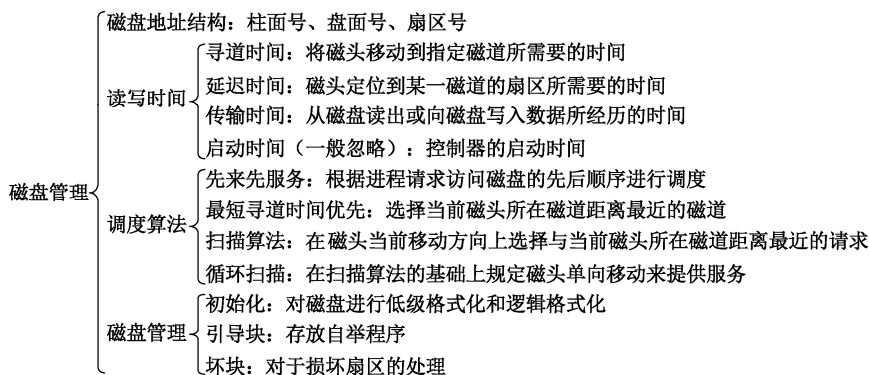 磁盘地址结构：柱面号、盘面号、扇区号
寻道时间：将磁头移动到指定磁道所需要的时间
延迟时间：磁头定位到某一磁道的扇区所需要的时间
读写时间
传输时间：从磁盘读出或向磁盘写入数据所经历的时间
启动时间（一般忽略）：控制器的启动时间
磁盘管理
先来先服务：根据进程请求访问磁盘的先后顺序进行调度
最短寻道时间优先：选择当前磁头所在磁道距离最近的磁道
调度算法
扫描算法：在磁头当前移动方向上选择与当前磁头所在磁道距离最近的请求
循环扫描：在扫描算法的基础上规定磁头单向移动来提供服务
初始化：对磁盘进行低级格式化和逻辑格式化
磁盘管理
引导块：存放自举程序
坏块：对于损坏扇区的处理